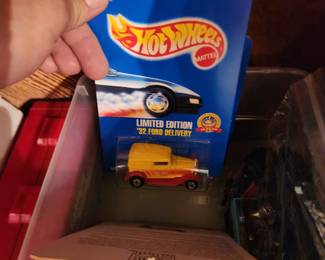 Hot Wheels
MATTEL
LIMITED EDITION
'32 FORD DELIVERY